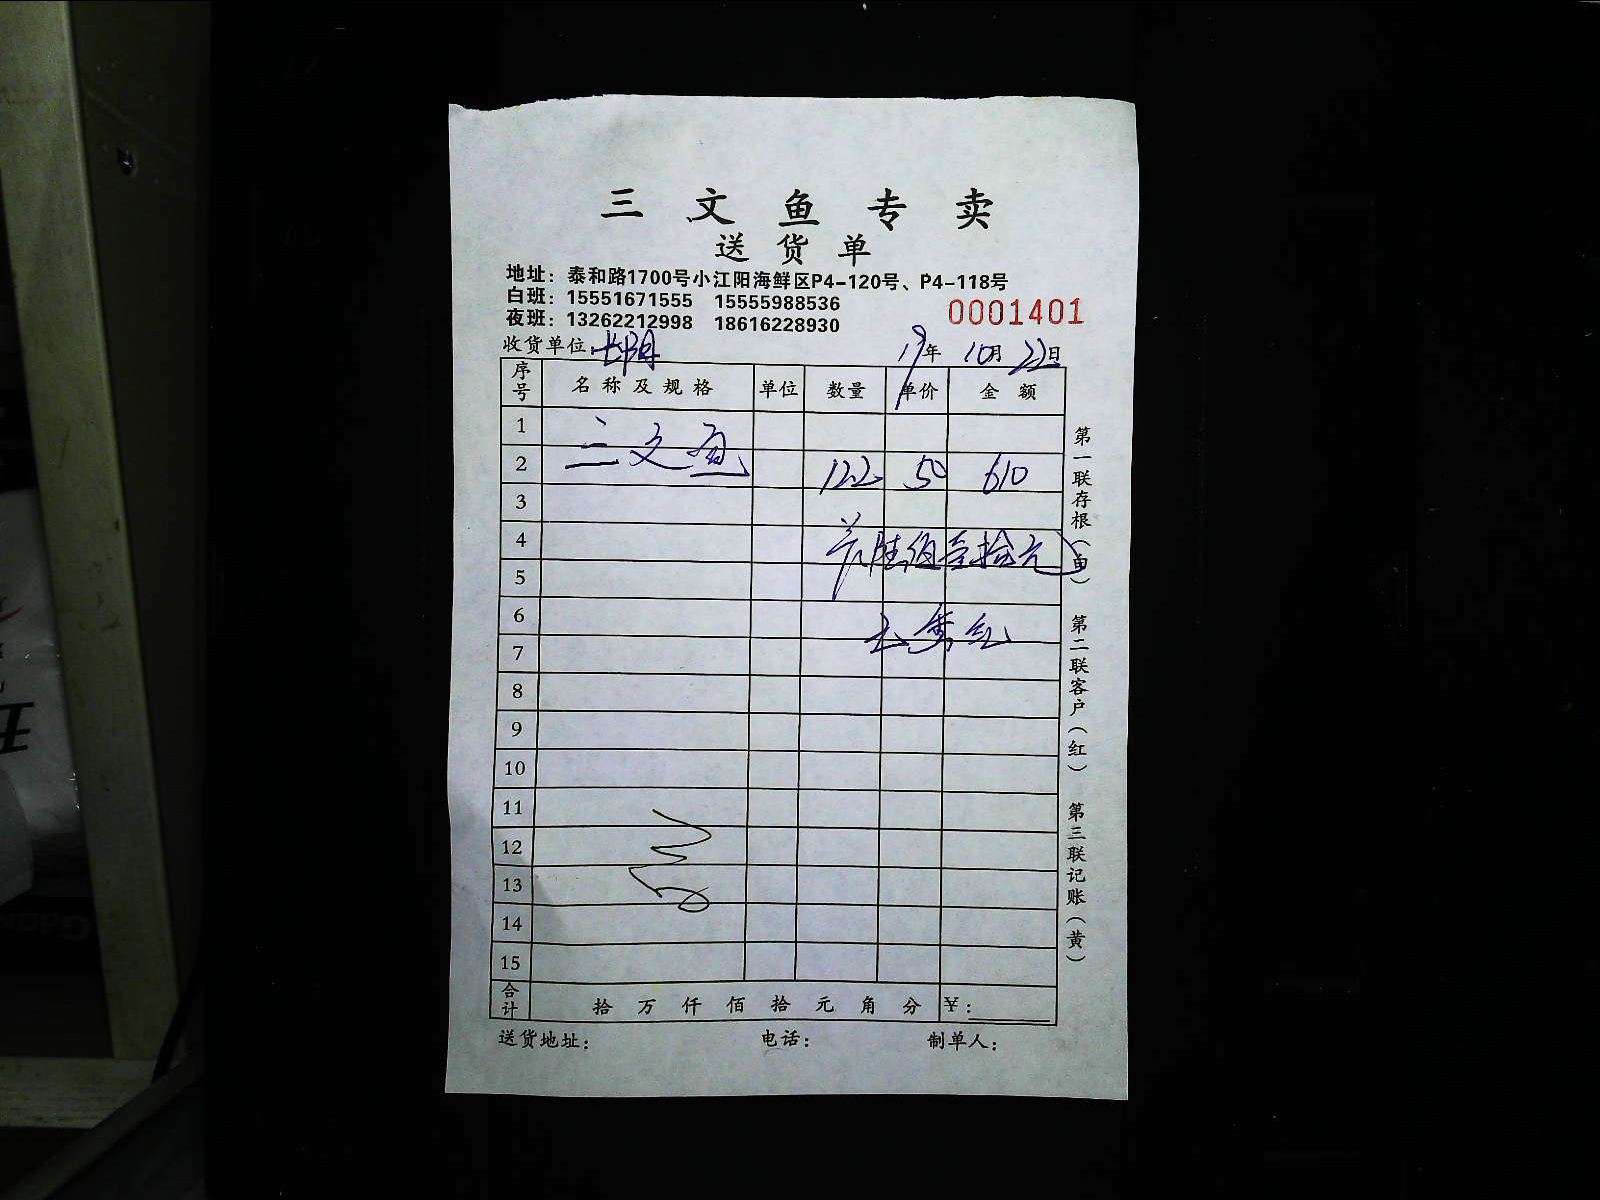 三文鱼专卖
送货单
地址：泰和路1700号小江阳海鲜区P4-120号、P4-118号
白班：15551671555 15555988536
夜班：13262212998 18616228930
0001401
收货单位： 19年 10月 22日
序号 名称及规格 单位 数量 单价 金额
1
2 三文鱼 12.2 50 610
3
4
5
6
7
8
9
10
11
12
13
14
15
合计 拾万仟佰拾元角分 ¥：
送货地址： 电话： 制单人：
第一联存根（白） 第二联客户（红） 第三联记账（黄）